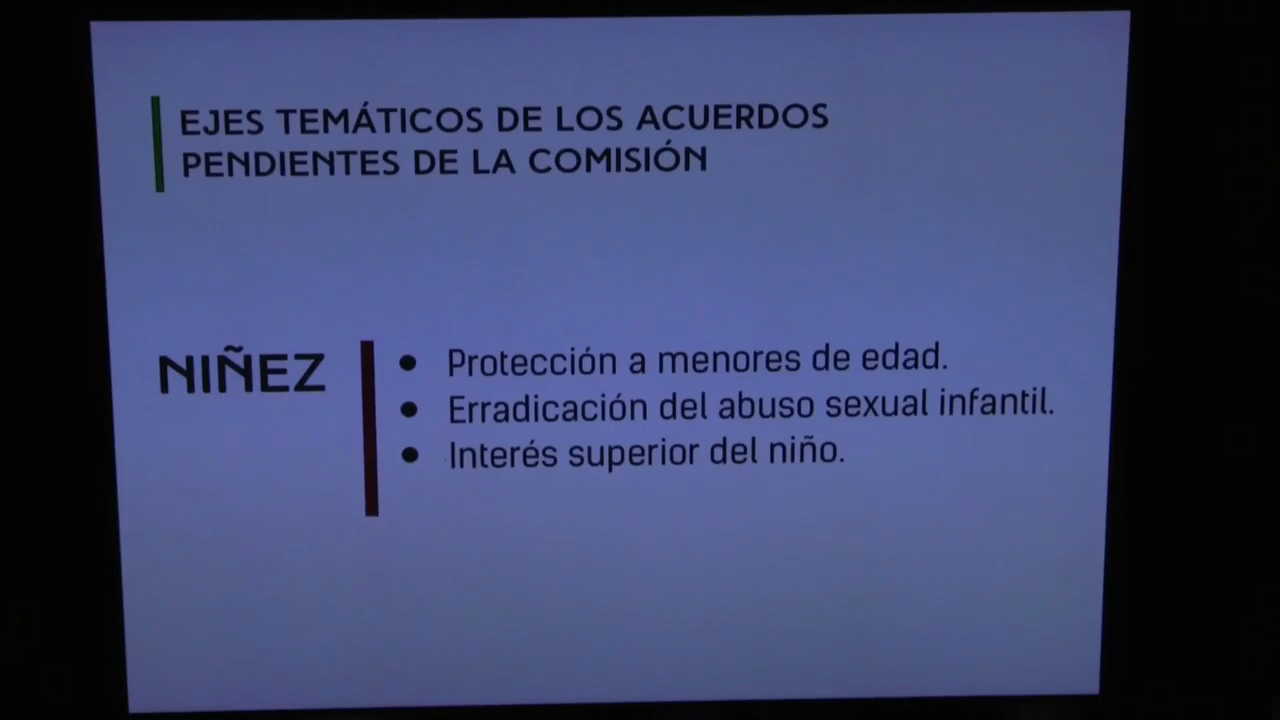 EJES TEMÁTICOS DE LOS ACUERDOS
PENDIENTES DE LA COMISIÓN
NIÑEZ
• Protección a menores de edad.
• Erradicación del abuso sexual infantil.
• Interés superior del niño.